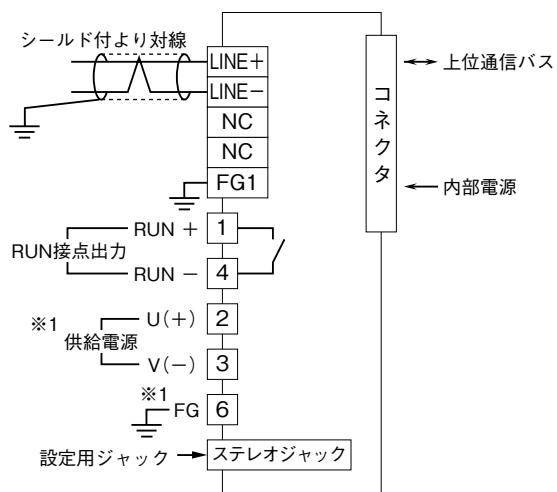 シールド付より対線
LINE+
LINE−
NC
NC
FG1
コネクタ
上位通信バス
内部電源
RUN + 1
RUN接点出力
RUN − 4
※1 供給電源
U(+) 2
V(−) 3
※1
FG 6
設定用ジャック ステレオジャック